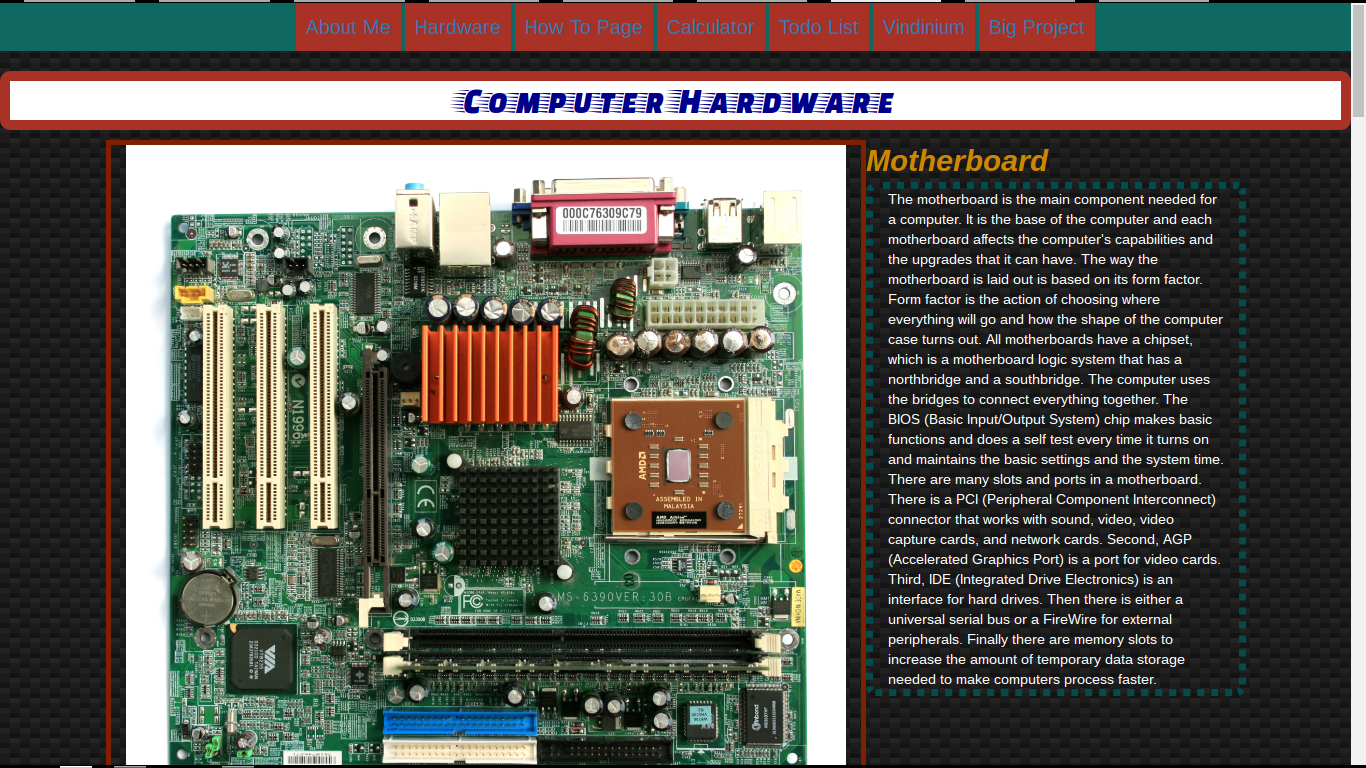 About Me Hardware How To Page Calculator Todo List Vindinium Big Project
Computer Hardware
Motherboard
The motherboard is the main component needed for
a computer. It is the base of the computer and each
motherboard affects the computer's capabilities and
the upgrades that it can have. The way the
motherboard is laid out is based on its form factor.
Form factor is the action of choosing where
everything will go and how the shape of the computer
case turns out. All motherboards have a chipset,
which is a motherboard logic system that has a
northbridge and a southbridge. The computer uses
the bridges to connect everything together. The
BIOS (Basic Input/Output System) chip makes basic
functions and does a self test every time it turns on
and maintains the basic settings and the system time.
There are many slots and ports in a motherboard.
There is a PCI (Peripheral Component Interconnect)
connector that works with sound, video, video
capture cards, and network cards. Second, AGP
(Accelerated Graphics Port) is a port for video cards.
Third, IDE (Integrated Drive Electronics) is an
interface for hard drives. Then there is either a
universal serial bus or a FireWire for external
peripherals. Finally there are memory slots to
increase the amount of temporary data storage
needed to make computers process faster.
000C76309C79
N1996
AMD
ASSEMBLED IN
MALAYSIA
CE
FC
MS-6390VER:30B
VIA